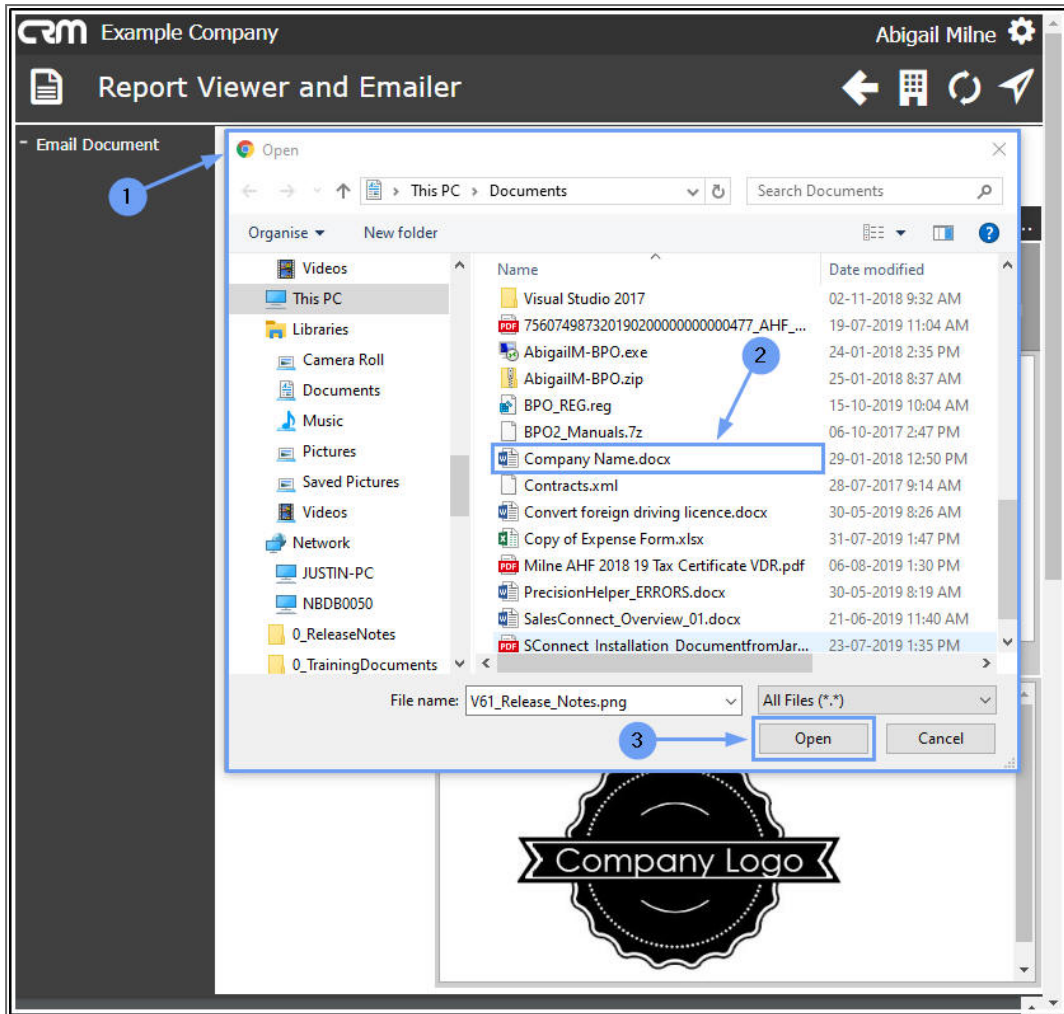 CRM Example Company Abigail Milne
Report Viewer and Emailer
- Email Document
1
Open
This PC > Documents
Search Documents
Organise New folder
Name Date modified
Videos
This PC
Libraries
Camera Roll
Documents
Music
Pictures
Saved Pictures
Videos
Network
JUSTIN-PC
NBDB0050
0_ReleaseNotes
0_TrainingDocuments
Visual Studio 2017 02-11-2018 9:32 AM
PDF 756074987320190200000000000477_AHF_... 19-07-2019 11:04 AM
AbigailM-BPO.exe 24-01-2018 2:35 PM
2
AbigailM-BPO.zip 25-01-2018 8:37 AM
BPO_REG.reg 15-10-2019 10:04 AM
BPO2_Manuals.7z 06-10-2017 2:47 PM
Company Name.docx 29-01-2018 12:50 PM
Contracts.xml 28-07-2017 9:14 AM
Convert foreign driving licence.docx 30-05-2019 8:26 AM
Copy of Expense Form.xlsx 31-07-2019 1:47 PM
PDF Milne AHF 2018 19 Tax Certificate VDR.pdf 06-08-2019 1:30 PM
PrecisionHelper_ERRORS.docx 30-05-2019 8:19 AM
SalesConnect_Overview_01.docx 21-06-2019 11:40 AM
PDF SConnect Installation DocumentfromJar... 23-07-2019 1:35 PM
File name: V61_Release_Notes.png All Files (*.*)
3
Open Cancel
Company Logo